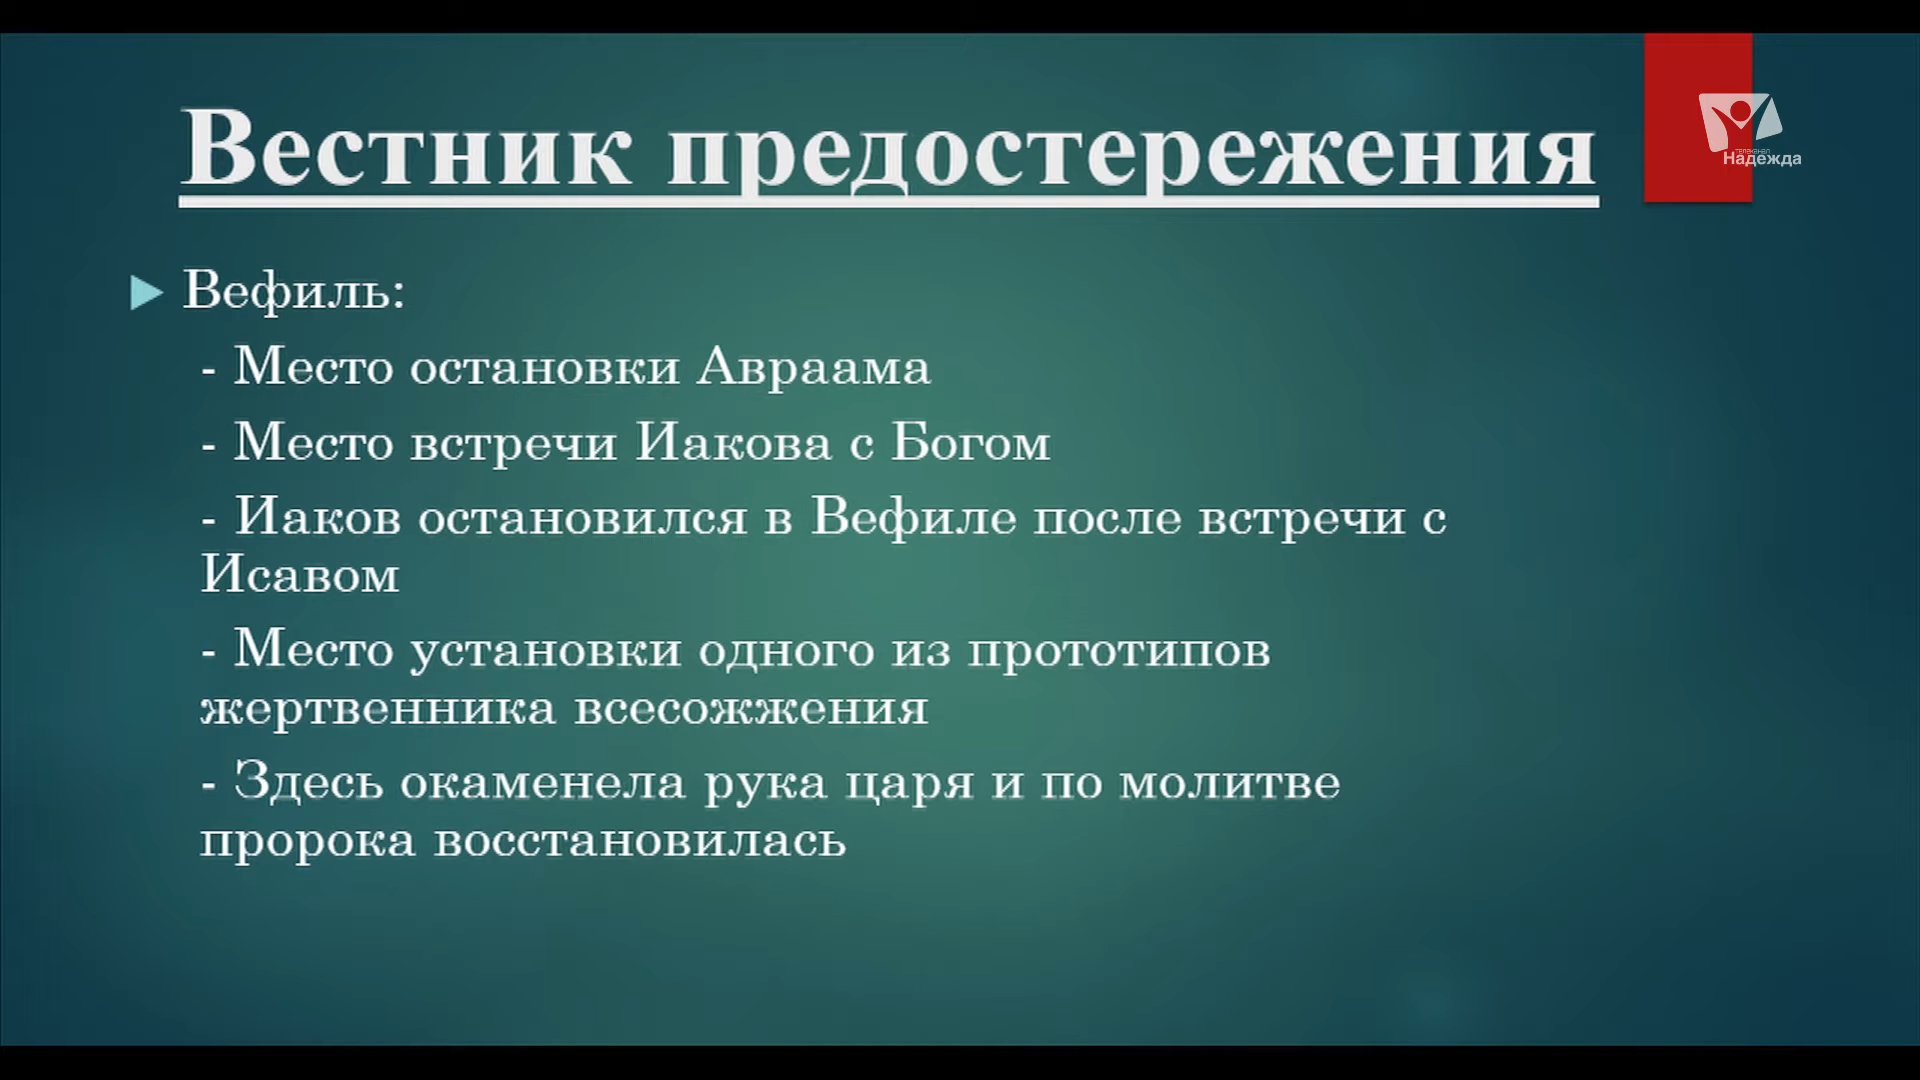 Вестник предостережения
телеканал
Надежда
Вефиль:
- Место остановки Авраама
- Место встречи Иакова с Богом
- Иаков остановился в Вефиле после встречи с
Исавом
- Место установки одного из прототипов
жертвенника всесожжения
- Здесь окаменела рука царя и по молитве
пророка восстановилась